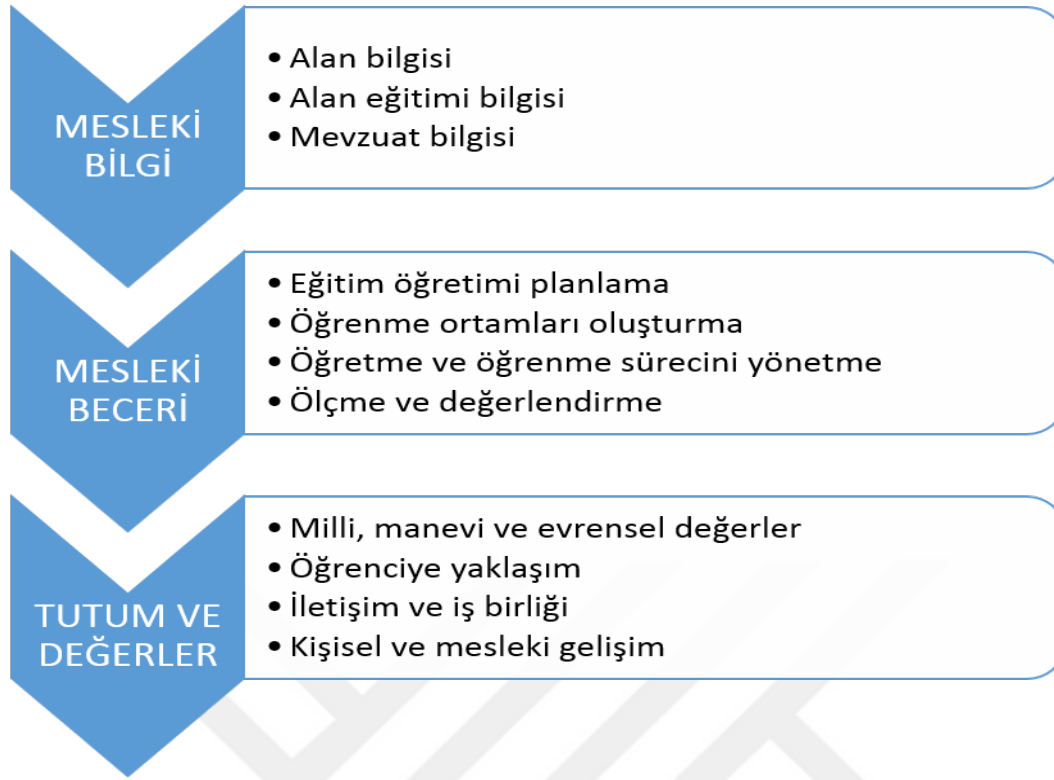 MESLEKİ
BİLGİ
• Alan bilgisi
• Alan eğitimi bilgisi
• Mevzuat bilgisi
MESLEKİ
BECERİ
• Eğitim öğretimi planlama
• Öğrenme ortamları oluşturma
• Öğretme ve öğrenme sürecini yönetme
• Ölçme ve değerlendirme
TUTUM VE
DEĞERLER
• Milli, manevi ve evrensel değerler
• Öğrenciye yaklaşım
• İletişim ve iş birliği
• Kişisel ve mesleki gelişim